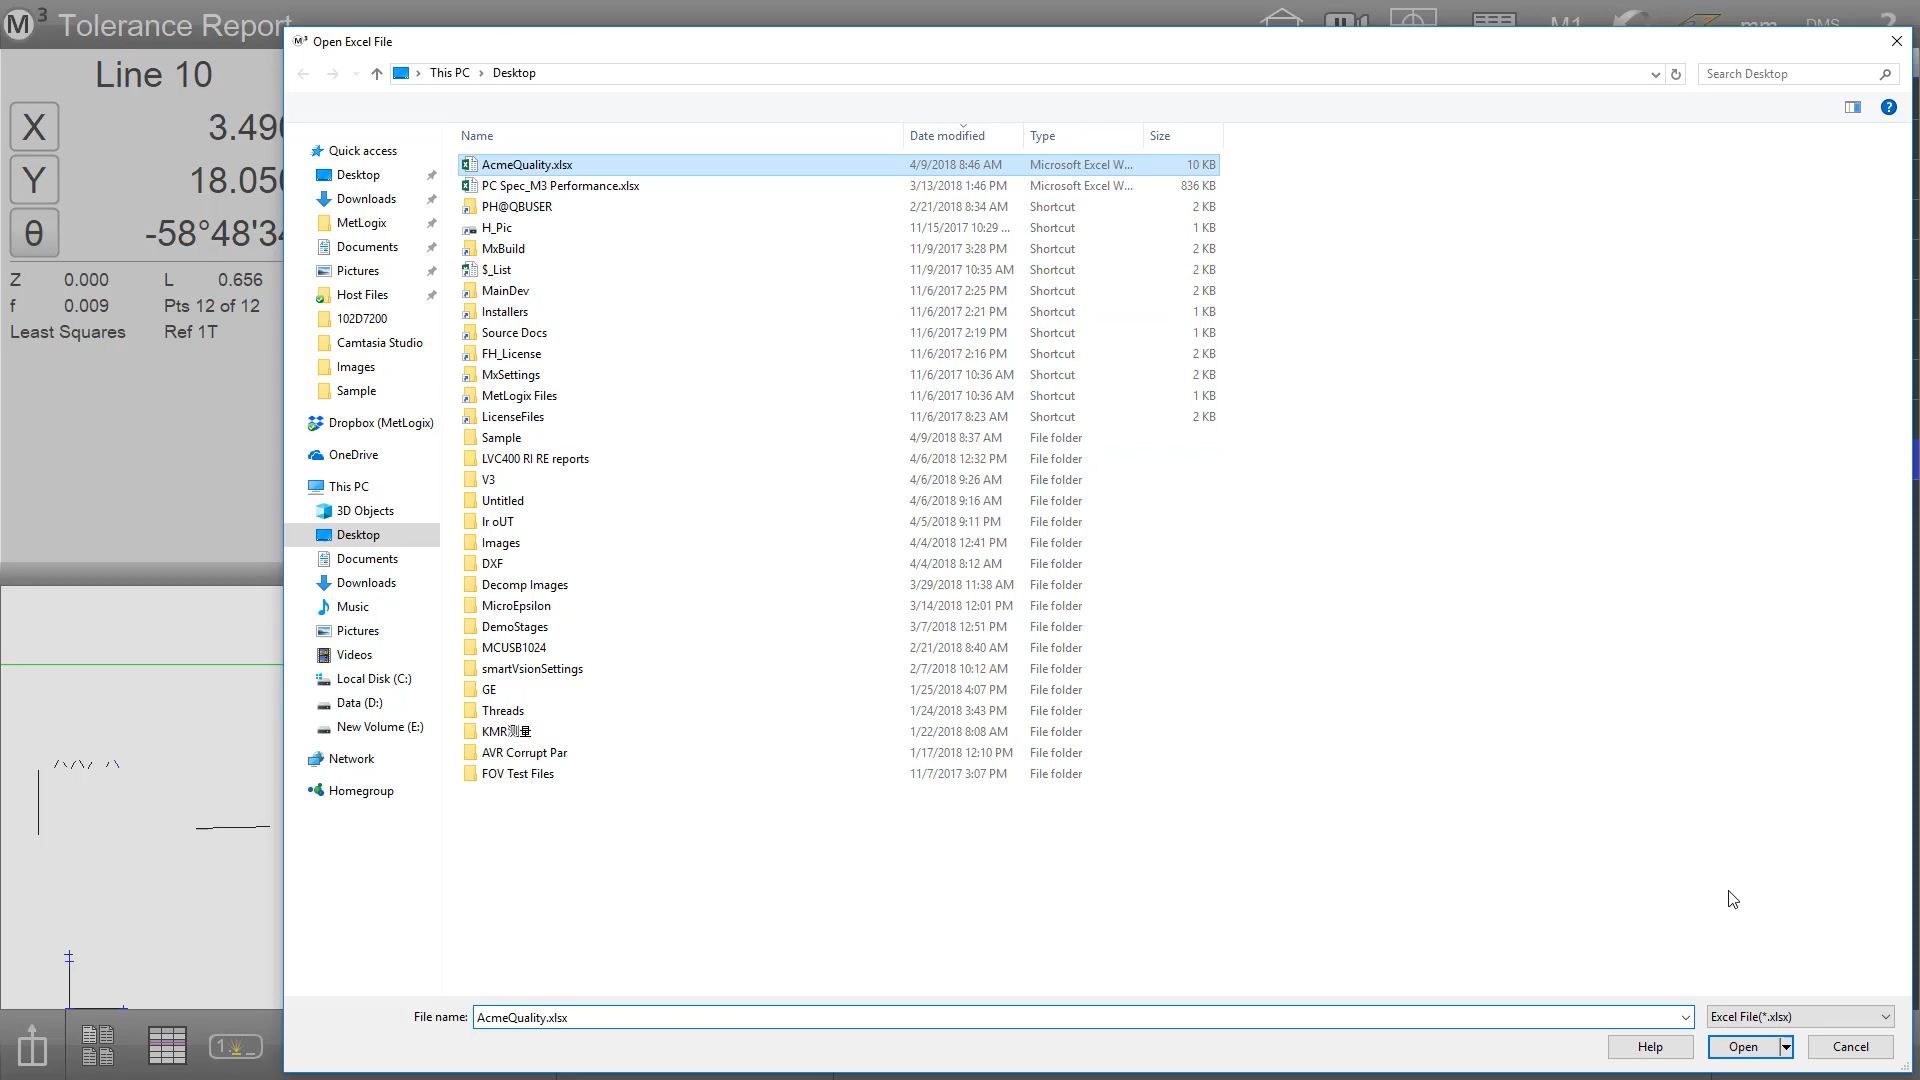 M3 Tolerance Repor
M1
mm
DMS
?
Line 10
X 3.490
Y 18.050
θ -58°48'34
Z 0.000 L 0.656
f 0.009 Pts 12 of 12
Least Squares Ref 1T
M3 Open Excel File
This PC › Desktop
Search Desktop
?
Quick access
Desktop
Downloads
MetLogix
Documents
Pictures
Host Files
102D7200
Camtasia Studio
Images
Sample
Dropbox (MetLogix)
OneDrive
This PC
3D Objects
Desktop
Documents
Downloads
Music
Pictures
Videos
Local Disk (C:)
Data (D:)
New Volume (E:)
Network
Homegroup
Name Date modified Type Size
AcmeQuality.xlsx 4/9/2018 8:46 AM Microsoft Excel W... 10 KB
PC Spec_M3 Performance.xlsx 3/13/2018 1:46 PM Microsoft Excel W... 836 KB
PH@QBUSER 2/21/2018 8:34 AM Shortcut 2 KB
H_Pic 11/15/2017 10:29 ... Shortcut 1 KB
MxBuild 11/9/2017 3:28 PM Shortcut 2 KB
$_List 11/9/2017 10:35 AM Shortcut 2 KB
MainDev 11/6/2017 2:25 PM Shortcut 2 KB
Installers 11/6/2017 2:21 PM Shortcut 1 KB
Source Docs 11/6/2017 2:19 PM Shortcut 1 KB
FH_License 11/6/2017 2:16 PM Shortcut 2 KB
MxSettings 11/6/2017 10:36 AM Shortcut 2 KB
MetLogix Files 11/6/2017 10:36 AM Shortcut 1 KB
LicenseFiles 11/6/2017 8:23 AM Shortcut 2 KB
Sample 4/9/2018 8:37 AM File folder
LVC400 RI RE reports 4/6/2018 12:32 PM File folder
V3 4/6/2018 9:26 AM File folder
Untitled 4/6/2018 9:16 AM File folder
Ir oUT 4/5/2018 9:11 PM File folder
Images 4/4/2018 12:41 PM File folder
DXF 4/4/2018 8:12 AM File folder
Decomp Images 3/29/2018 11:38 AM File folder
MicroEpsilon 3/14/2018 12:01 PM File folder
DemoStages 3/7/2018 12:51 PM File folder
MCUSB1024 2/21/2018 8:40 AM File folder
smartVsionSettings 2/7/2018 10:12 AM File folder
GE 1/25/2018 4:07 PM File folder
Threads 1/24/2018 3:43 PM File folder
KMR测量 1/22/2018 8:08 AM File folder
AVR Corrupt Par 1/17/2018 12:10 PM File folder
FOV Test Files 11/7/2017 3:07 PM File folder
File name: AcmeQuality.xlsx Excel File(*.xlsx)
Help Open Cancel